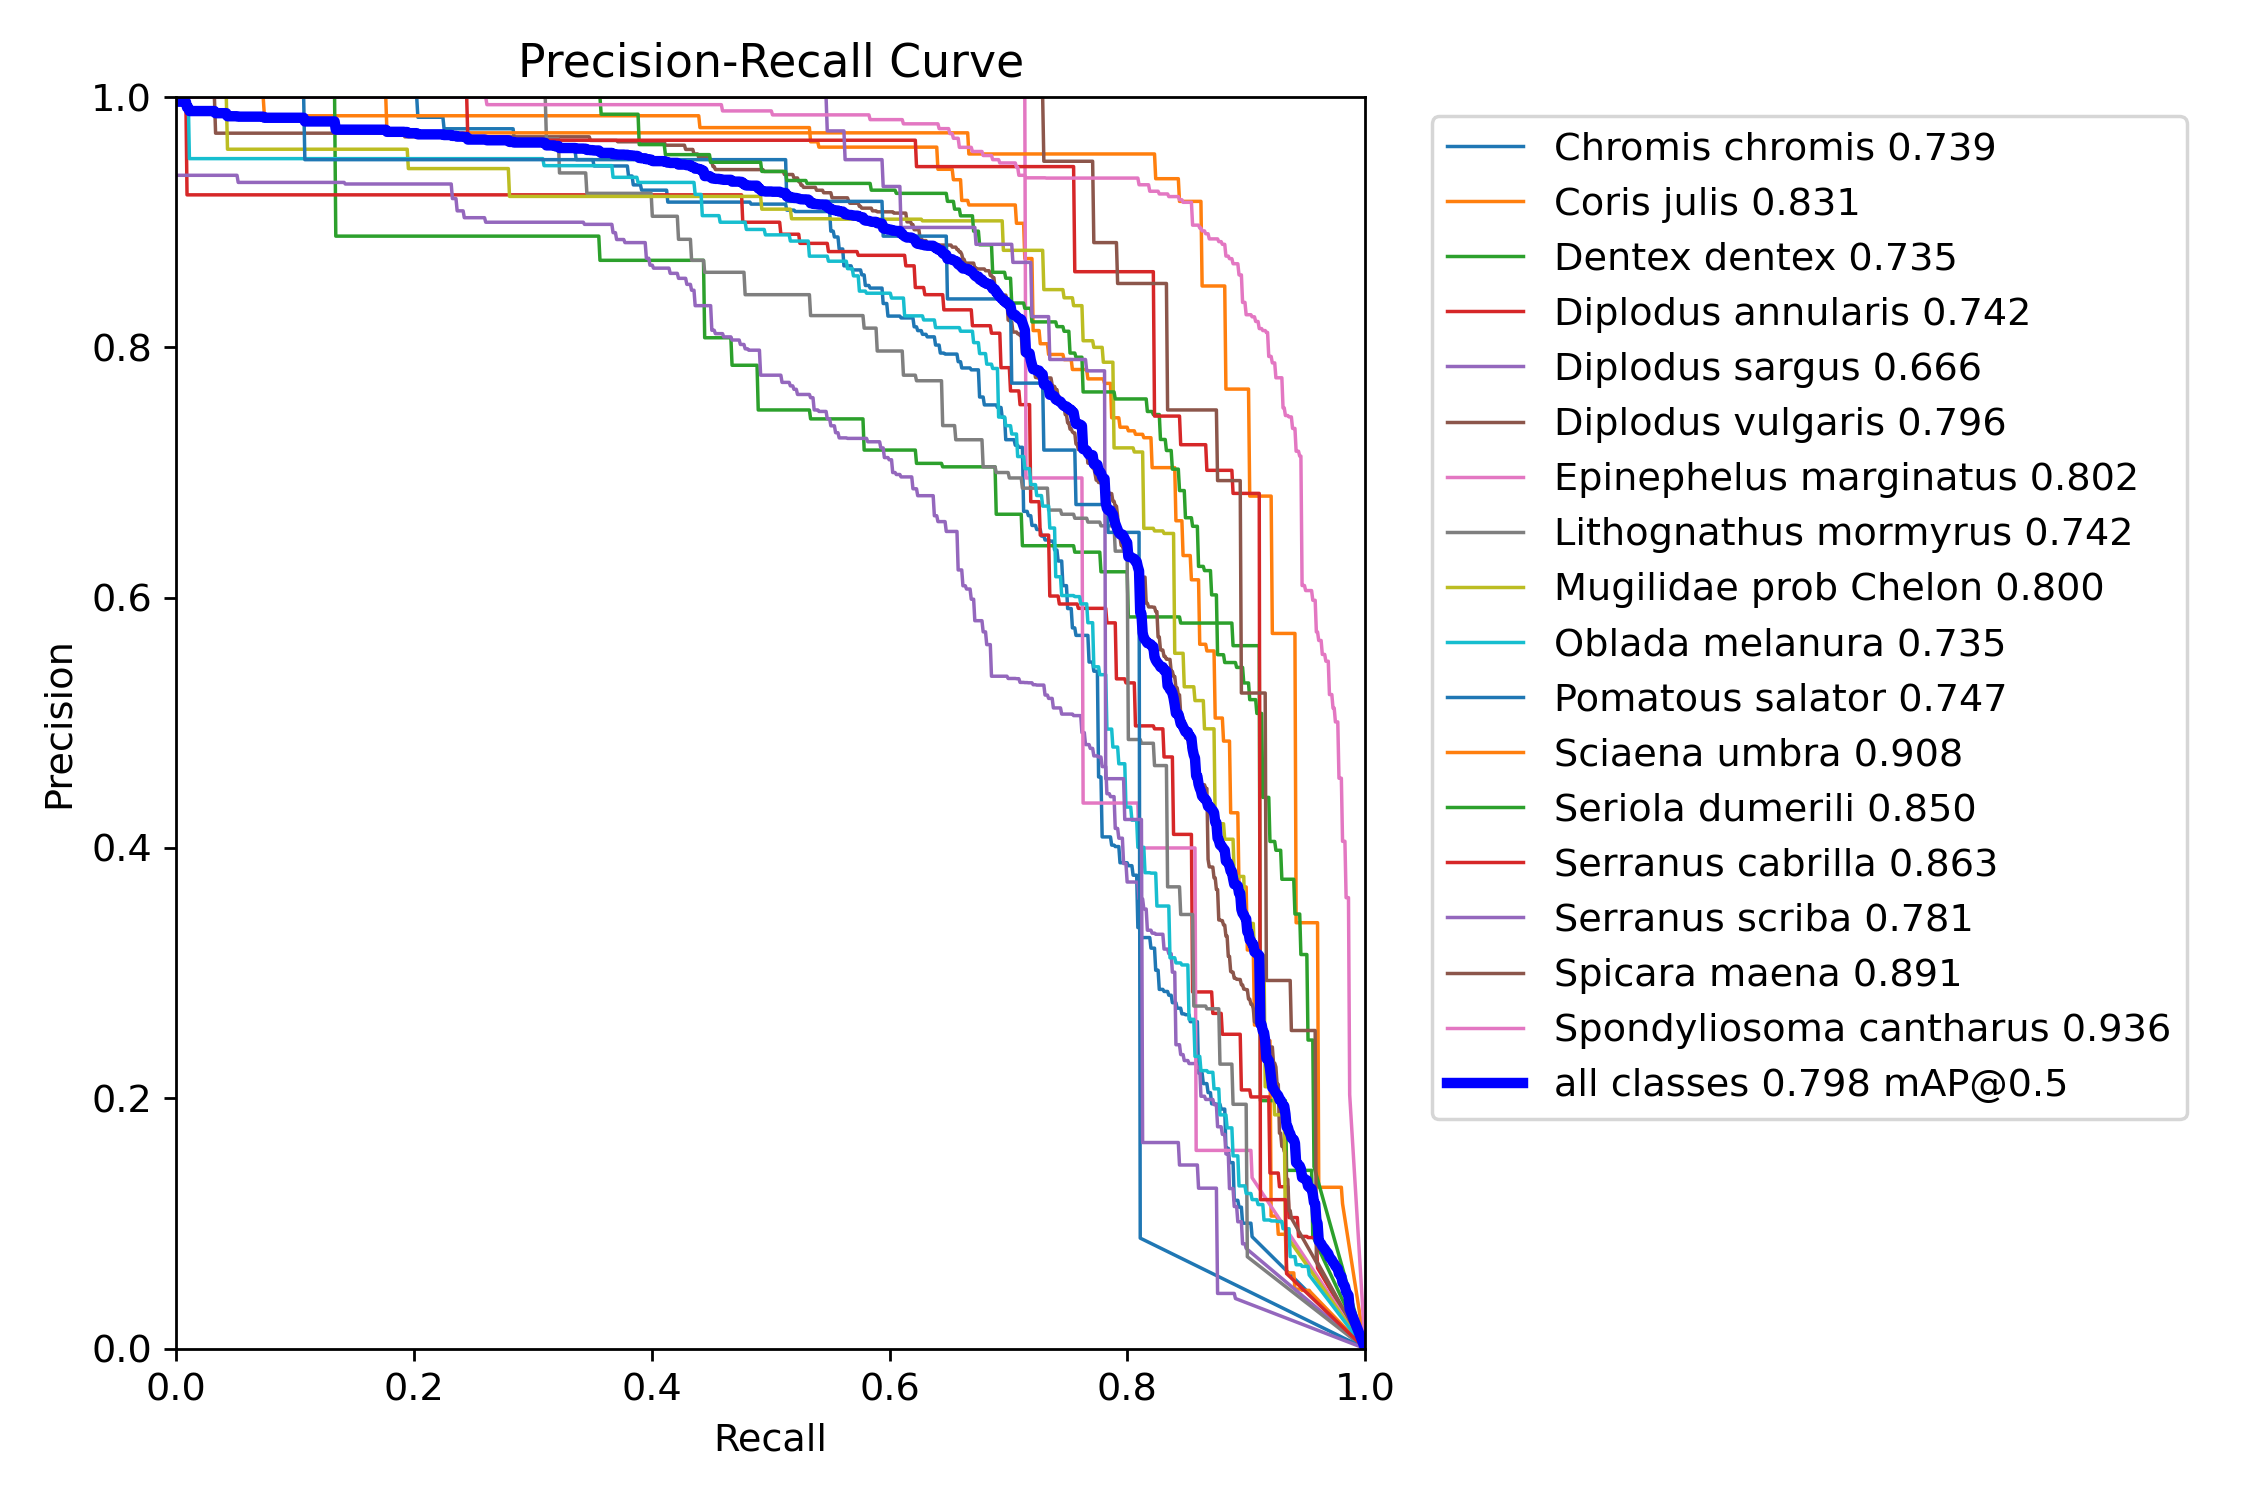 Precision-Recall Curve
1.0
0.8
0.6
0.4
0.2
0.0
Precision
0.0 0.2 0.4 0.6 0.8 1.0
Recall
Chromis chromis 0.739
Coris julis 0.831
Dentex dentex 0.735
Diplodus annularis 0.742
Diplodus sargus 0.666
Diplodus vulgaris 0.796
Epinephelus marginatus 0.802
Lithognathus mormyrus 0.742
Mugilidae prob Chelon 0.800
Oblada melanura 0.735
Pomatous salator 0.747
Sciaena umbra 0.908
Seriola dumerili 0.850
Serranus cabrilla 0.863
Serranus scriba 0.781
Spicara maena 0.891
Spondyliosoma cantharus 0.936
all classes 0.798 mAP@0.5